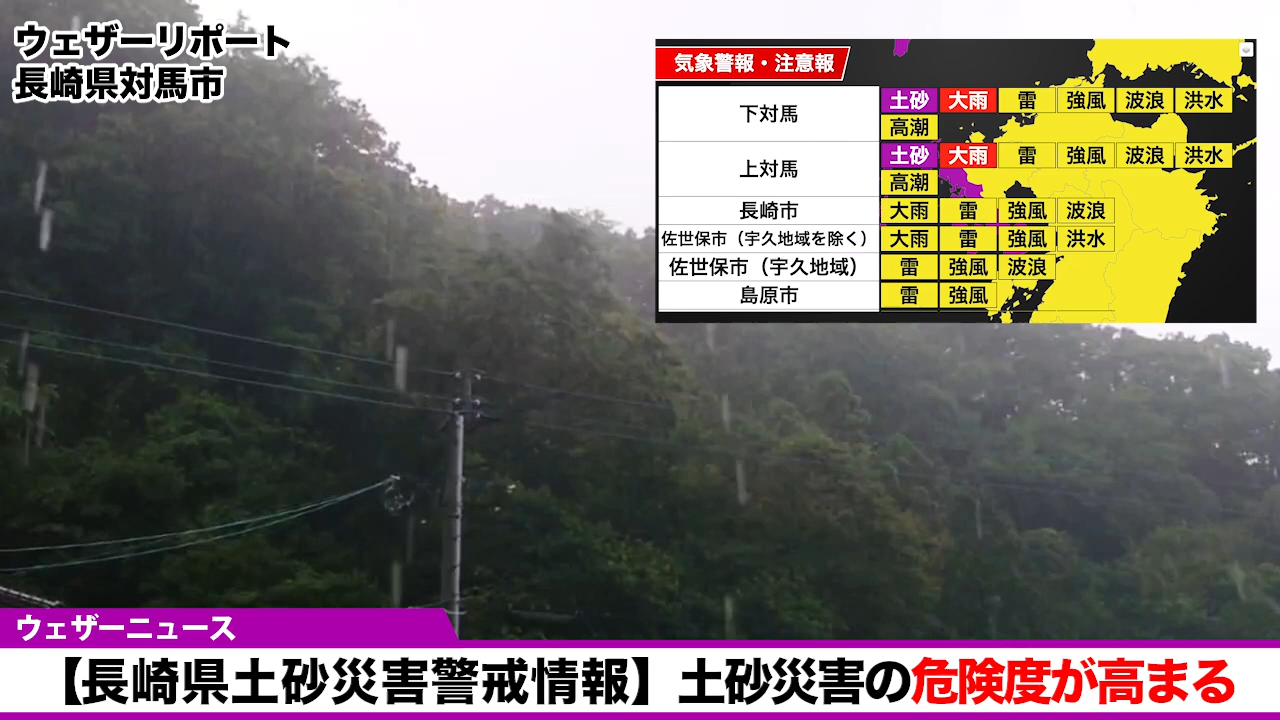 ウェザーリポート
長崎県対馬市
気象警報・注意報
下対馬 土砂 大雨 雷 強風 波浪 洪水
高潮
上対馬 土砂 大雨 雷 強風 波浪 洪水
高潮
長崎市 大雨 雷 強風 波浪
佐世保市（宇久地域を除く） 大雨 雷 強風 洪水
佐世保市（宇久地域） 雷 強風 波浪
島原市 雷 強風
ウェザーニュース
【長崎県土砂災害警戒情報】土砂災害の危険度が高まる